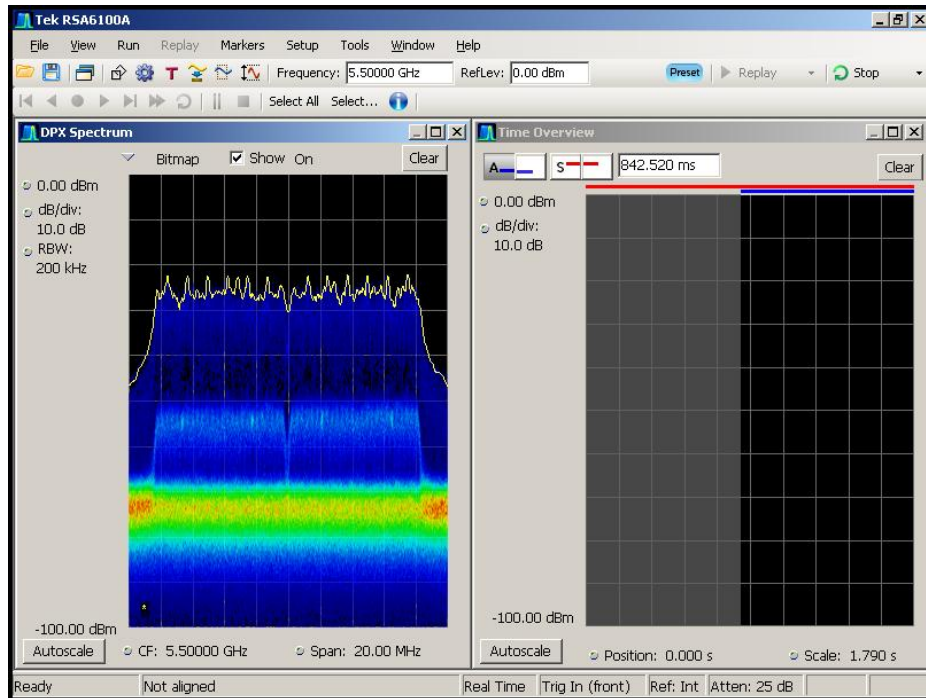 Tek RSA6100A
File View Run Replay Markers Setup Tools Window Help
Frequency: 5.50000 GHz RefLev: 0.00 dBm Preset Replay Stop
Select All Select...
DPX Spectrum
Bitmap Show On Clear
0.00 dBm
dB/div:
10.0 dB
RBW:
200 kHz
-100.00 dBm
Autoscale CF: 5.50000 GHz Span: 20.00 MHz
Time Overview
A
S
842.520 ms
Clear
0.00 dBm
dB/div:
10.0 dB
-100.00 dBm
Autoscale Position: 0.000 s Scale: 1.790 s
Ready Not aligned Real Time Trig In (front) Ref: Int Atten: 25 dB